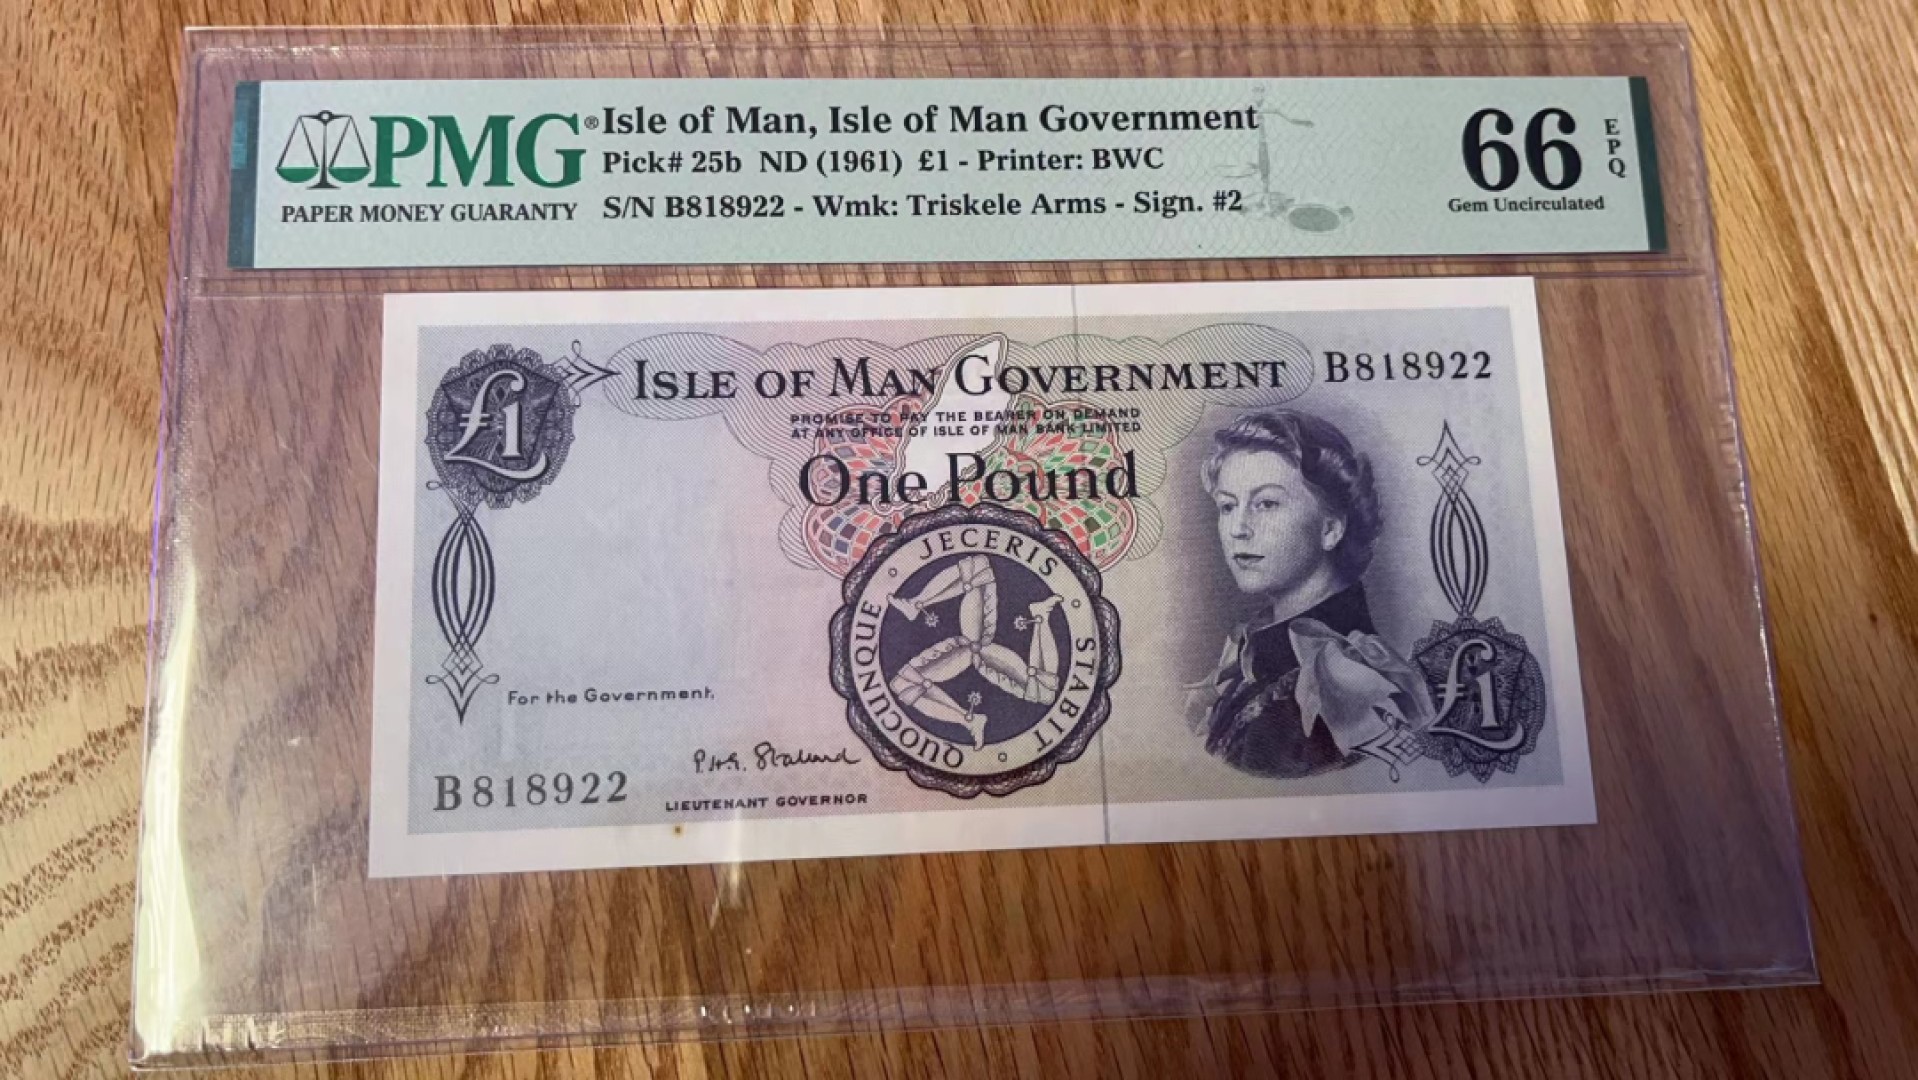 PMG®
PAPER MONEY GUARANTY
Isle of Man, Isle of Man Government
Pick# 25b ND (1961) £1 - Printer: BWC
S/N B818922 - Wmk: Triskele Arms - Sign. #2
66
EPQ
Gem Uncirculated
£1
ISLE OF MAN GOVERNMENT
B818922
PROMISE TO PAY THE BEARER ON DEMAND
AT ANY OFFICE OF ISLE OF MAN BANK LIMITED
One Pound
QUOCUNQUE JECERIS STABIT
For the Government,
P.H.G. Stallard
LIEUTENANT GOVERNOR
B818922
£1